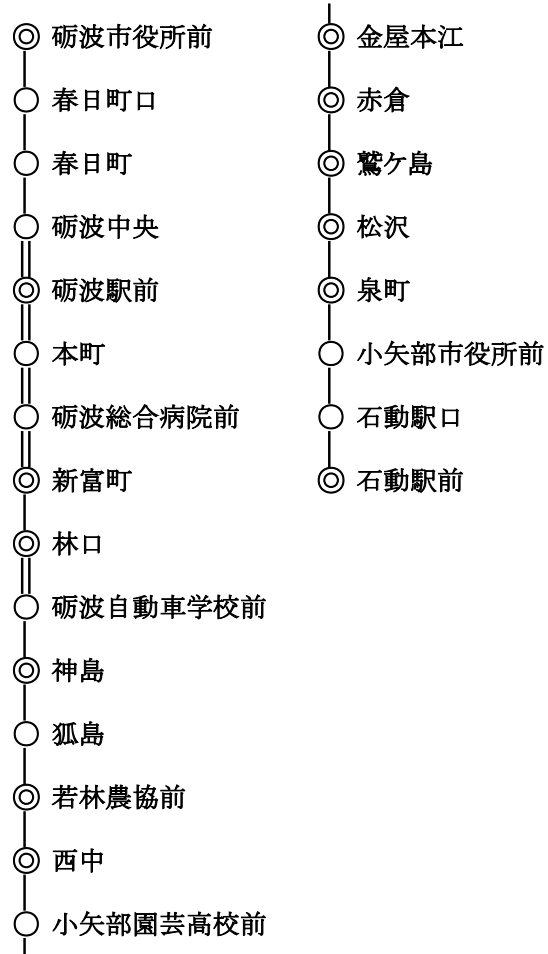 砺波市役所前
春日町口
春日町
砺波中央
砺波駅前
本町
砺波総合病院前
新富町
林口
砺波自動車学校前
神島
狐島
若林農協前
西中
小矢部園芸高校前
金屋本江
赤倉
鷲ケ島
松沢
泉町
小矢部市役所前
石動駅口
石動駅前